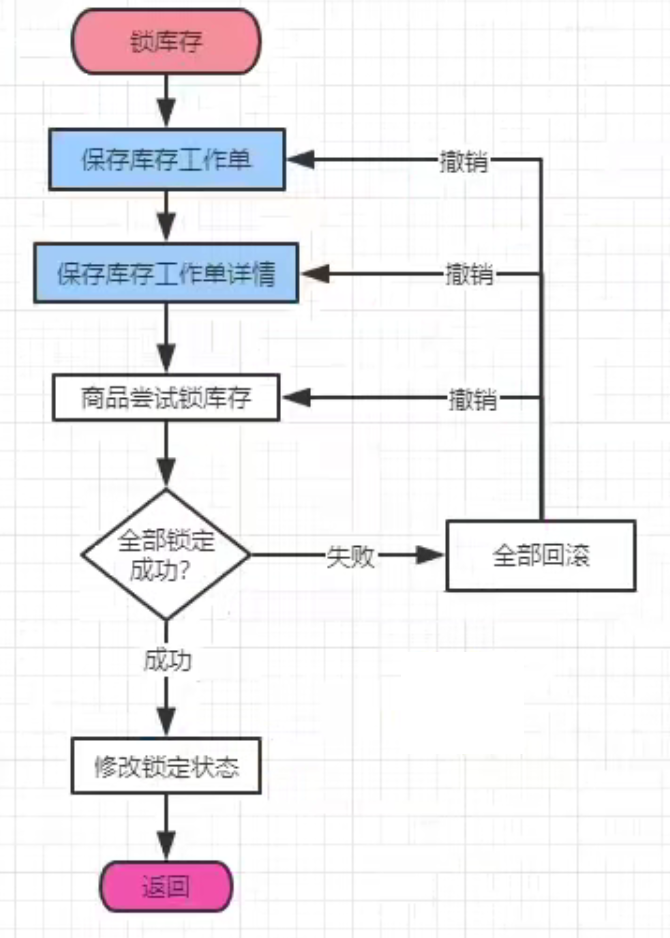 锁库存
保存库存工作单
撤销
保存库存工作单详情
撤销
商品尝试锁库存
撤销
全部锁定
成功?
失败
全部回滚
成功
修改锁定状态
返回